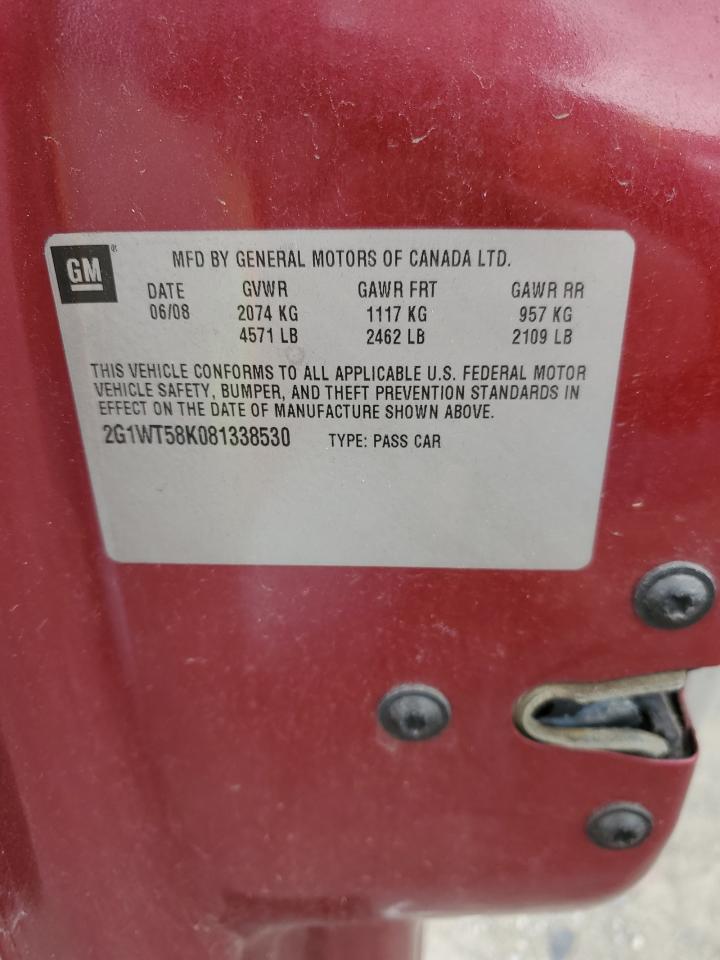 GM®
MFD BY GENERAL MOTORS OF CANADA LTD.
DATE GVWR GAWR FRT GAWR RR
06/08 2074 KG 1117 KG 957 KG
4571 LB 2462 LB 2109 LB
THIS VEHICLE CONFORMS TO ALL APPLICABLE U.S. FEDERAL MOTOR
VEHICLE SAFETY, BUMPER, AND THEFT PREVENTION STANDARDS IN
EFFECT ON THE DATE OF MANUFACTURE SHOWN ABOVE.
2G1WT58K081338530 TYPE: PASS CAR